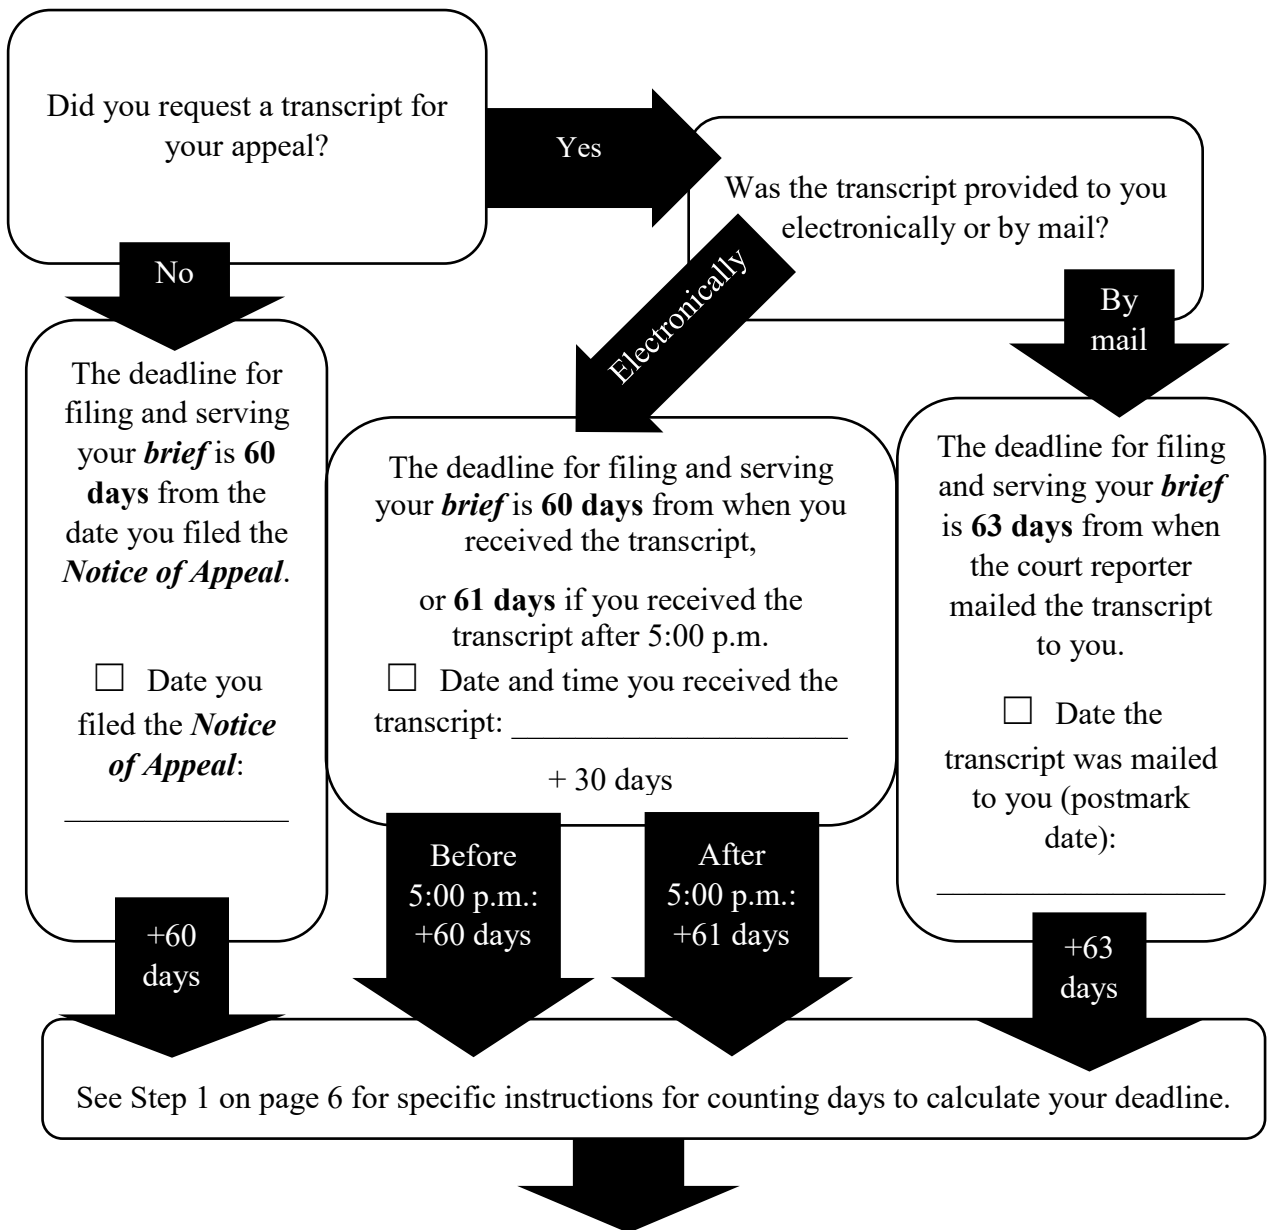 Did you request a transcript for
your appeal?
Yes
Was the transcript provided to you
electronically or by mail?
No
Electronically
By
mail
The deadline for
filing and serving
your brief is 60
days from the
date you filed the
Notice of Appeal.
☐ Date you
filed the Notice
of Appeal:
______________
The deadline for filing and serving
your brief is 60 days from when you
received the transcript,
or 61 days if you received the
transcript after 5:00 p.m.
☐ Date and time you received the
transcript: _____________________
+ 30 days
The deadline for filing
and serving your brief
is 63 days from when
the court reporter
mailed the transcript
to you.
☐ Date the
transcript was mailed
to you (postmark
date):
__________________
+60
days
Before
5:00 p.m.:
+60 days
After
5:00 p.m.:
+61 days
+63
days
See Step 1 on page 6 for specific instructions for counting days to calculate your deadline.